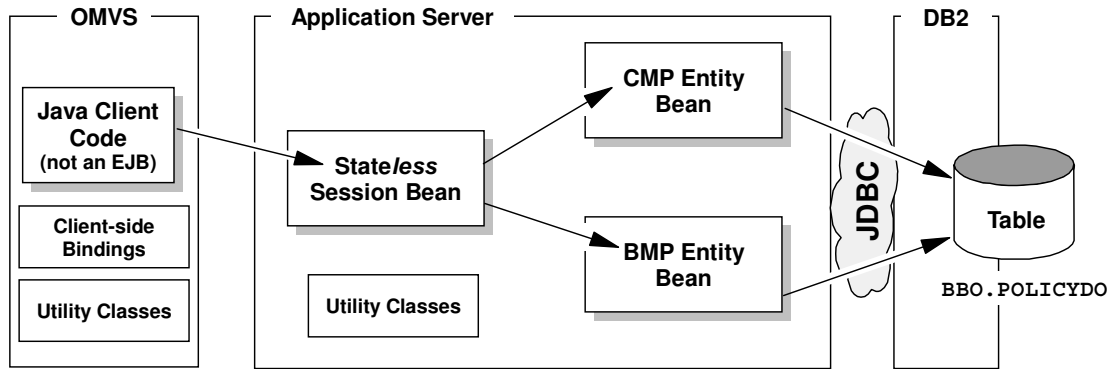 OMVS
Java Client
Code
(not an EJB)
Client-side
Bindings
Utility Classes
Application Server
Stateless
Session Bean
Utility Classes
CMP Entity
Bean
BMP Entity
Bean
JDBC
DB2
Table
BBO.POLICYDO